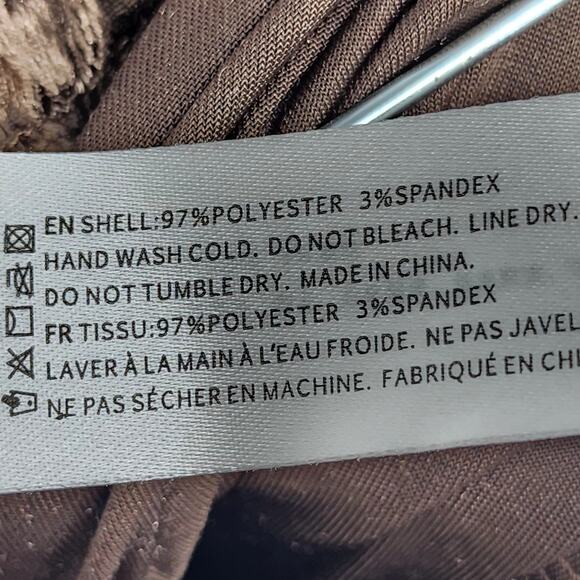 EN SHELL:97%POLYESTER 3%SPANDEX
HAND WASH COLD. DO NOT BLEACH. LINE DRY.
DO NOT TUMBLE DRY. MADE IN CHINA.
FR TISSU:97%POLYESTER 3%SPANDEX
LAVER À LA MAIN À L'EAU FROIDE. NE PAS JAVEL
NE PAS SÉCHER EN MACHINE. FABRIQUÉ EN CHI